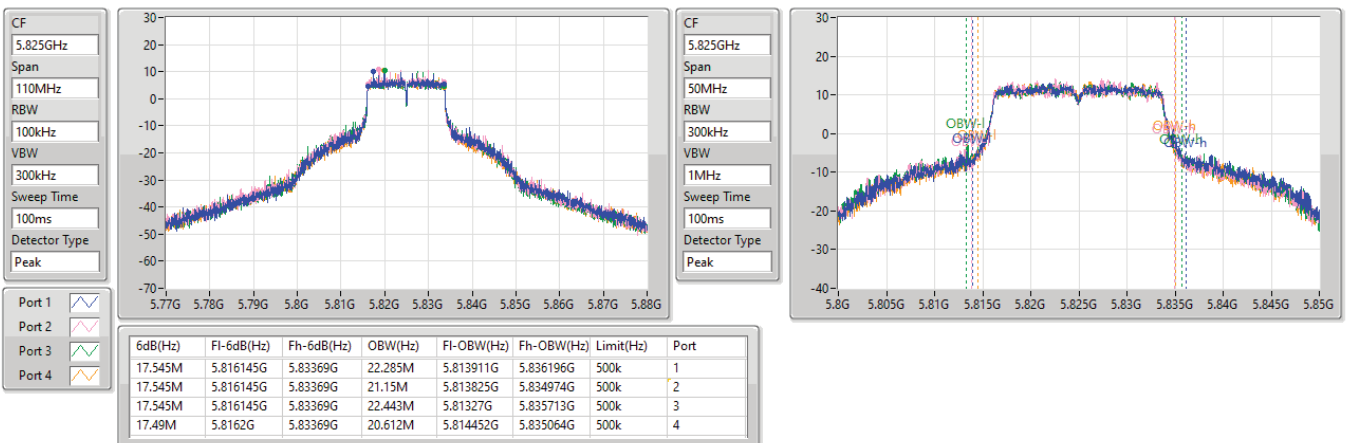 CF
5.825GHz
Span
110MHz
RBW
100kHz
VBW
300kHz
Sweep Time
100ms
Detector Type
Peak
30
20
10
0
-10
-20
-30
-40
-50
-60
-70
5.77G 5.78G 5.79G 5.8G 5.81G 5.82G 5.83G 5.84G 5.85G 5.86G 5.87G 5.88G
CF
5.825GHz
Span
50MHz
RBW
300kHz
VBW
1MHz
Sweep Time
100ms
Detector Type
Peak
30
20
10
0
-10
-20
-30
-40
OBW-l
OBW-h
5.8G 5.805G 5.81G 5.815G 5.82G 5.825G 5.83G 5.835G 5.84G 5.845G 5.85G
Port 1
Port 2
Port 3
Port 4
6dB(Hz) Fl-6dB(Hz) Fh-6dB(Hz) OBW(Hz) Fl-OBW(Hz) Fh-OBW(Hz) Limit(Hz) Port
17.545M 5.816145G 5.83369G 22.285M 5.813911G 5.836196G 500k 1
17.545M 5.816145G 5.83369G 21.15M 5.813825G 5.834974G 500k 2
17.545M 5.816145G 5.83369G 22.443M 5.81327G 5.835713G 500k 3
17.49M 5.8162G 5.83369G 20.612M 5.814452G 5.835064G 500k 4